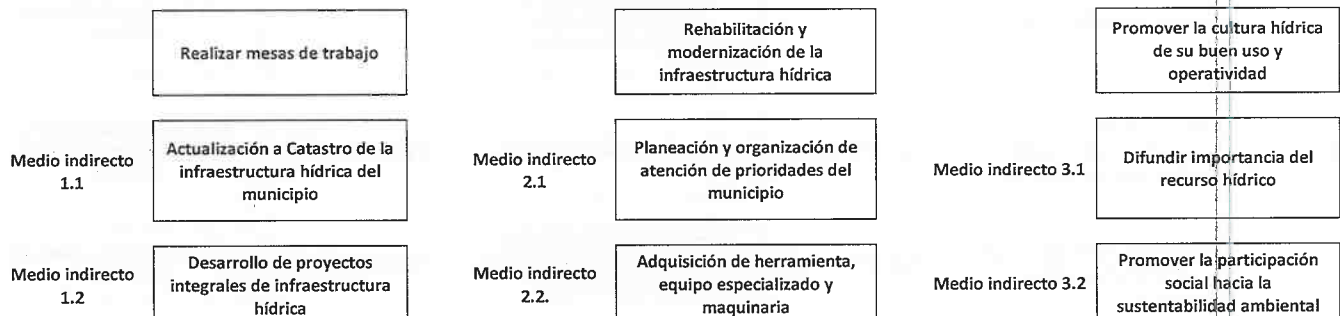 Realizar mesas de trabajo
Rehabilitación y
modernización de la
infraestructura hídrica
Promover la cultura hídrica
de su buen uso y
operatividad
Medio indirecto
1.1
Actualización a Catastro de la
infraestructura hídrica del
municipio
Medio indirecto
2.1
Planeación y organización de
atención de prioridades del
municipio
Medio indirecto 3.1
Difundir importancia del
recurso hídrico
Medio indirecto
1.2
Desarrollo de proyectos
integrales de infraestructura
hídrica
Medio indirecto
2.2.
Adquisición de herramienta,
equipo especializado y
maquinaria
Medio indirecto 3.2
Promover la participación
social hacia la
sustentabilidad ambiental